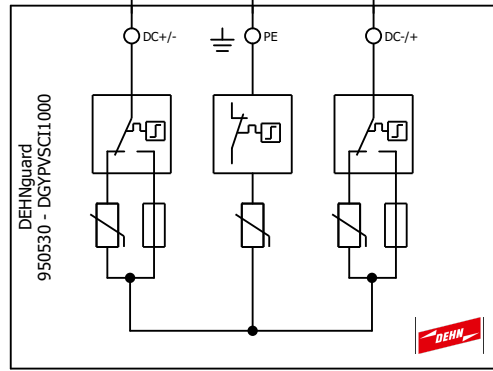 DC+/-
PE
DC-/+
DEHNguard
950530 - DGYPVSCI1000
DEHN